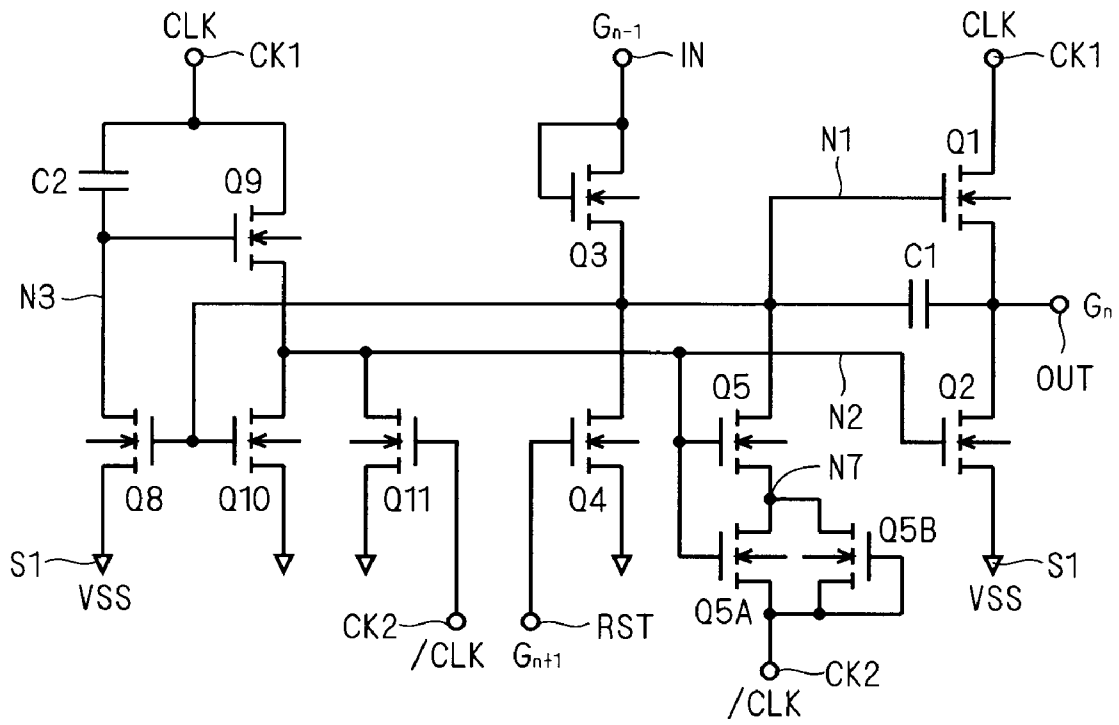 CLK
CK1
Gn-1
IN
CLK
CK1
C2
Q9
N1
Q1
Q3
N3
C1
Gn
OUT
Q5
N2
Q2
N7
Q8
Q10
Q11
Q4
Q5B
S1
VSS
Q5A
S1
VSS
CK2
/CLK
RST
Gn+1
CK2
/CLK